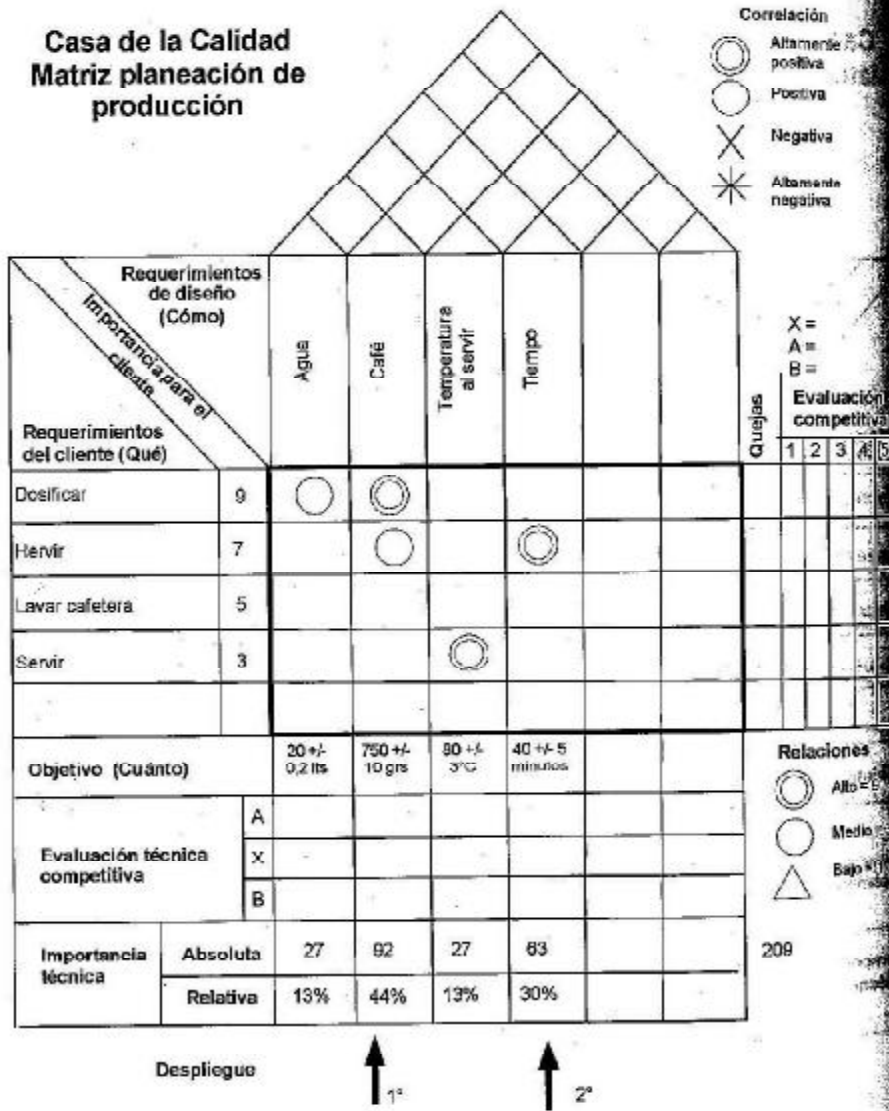 Casa de la Calidad
Matriz planeación de
producción
Correlación
Altamente
positiva
Positiva
Negativa
Altamente
negativa
Requerimientos
de diseño
(Cómo)
Importancia para el
cliente
Requerimientos
del cliente (Qué)
Agua
Café
Temperatura
al servir
Tiempo
Quejas
X =
A =
B =
Evaluación
competitiva
1 2 3 4 5
Dosificar 9
Hervir 7
Lavar cafetera 5
Servir 3
Objetivo (Cuánto)
20 +/-
0,2 lts
750 +/-
10 grs
80 +/-
3°C
40 +/- 5
minutos
Relaciones
Alto =
Medio
Bajo =
Evaluación técnica
competitiva
A
X
B
Importancia
técnica
Absoluta 27 92 27 63 209
Relativa 13% 44% 13% 30%
Despliegue
1°
2°